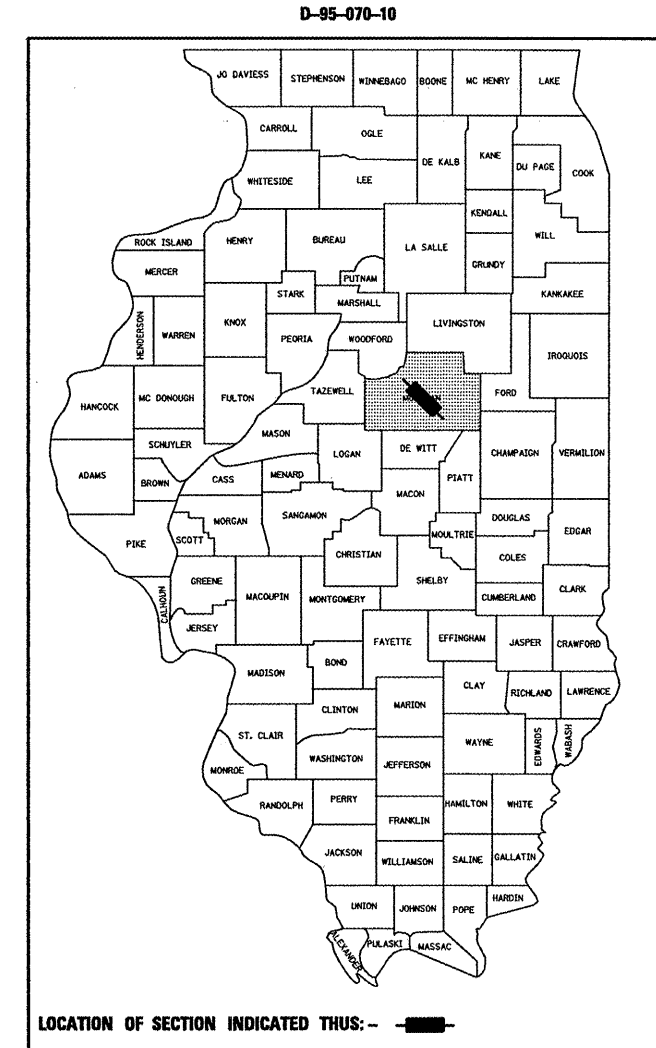 D-95-070-10
JO DAVIESS STEPHENSON WINNEBAGO BOONE MC HENRY LAKE
CARROLL OGLE DE KALB KANE DU PAGE COOK
WHITESIDE LEE
KENDALL WILL
ROCK ISLAND HENRY BUREAU LA SALLE GRUNDY
MERCER PUTNAM
STARK MARSHALL KANKAKEE
HENDERSON WARREN KNOX PEORIA WOODFORD LIVINGSTON IROQUOIS
HANCOCK MC DONOUGH FULTON TAZEWELL FORD
MASON
SCHUYLER LOGAN DE WITT CHAMPAIGN VERMILION
ADAMS BROWN CASS MENARD PIATT
MACON
MORGAN SANGAMON DOUGLAS EDGAR
PIKE SCOTT CHRISTIAN MOULTRIE COLES
GREENE MACOUPIN MONTGOMERY SHELBY CUMBERLAND CLARK
CALHOUN JERSEY
FAYETTE EFFINGHAM JASPER CRAWFORD
MADISON BOND
CLAY RICHLAND LAWRENCE
CLINTON MARION
ST. CLAIR WAYNE EDWARDS WABASH
WASHINGTON JEFFERSON
MONROE
RANDOLPH PERRY HAMILTON WHITE
FRANKLIN
JACKSON WILLIAMSON SALINE GALLATIN
UNION JOHNSON POPE HARDIN
ALEXANDER PULASKI MASSAC
LOCATION OF SECTION INDICATED THUS: –